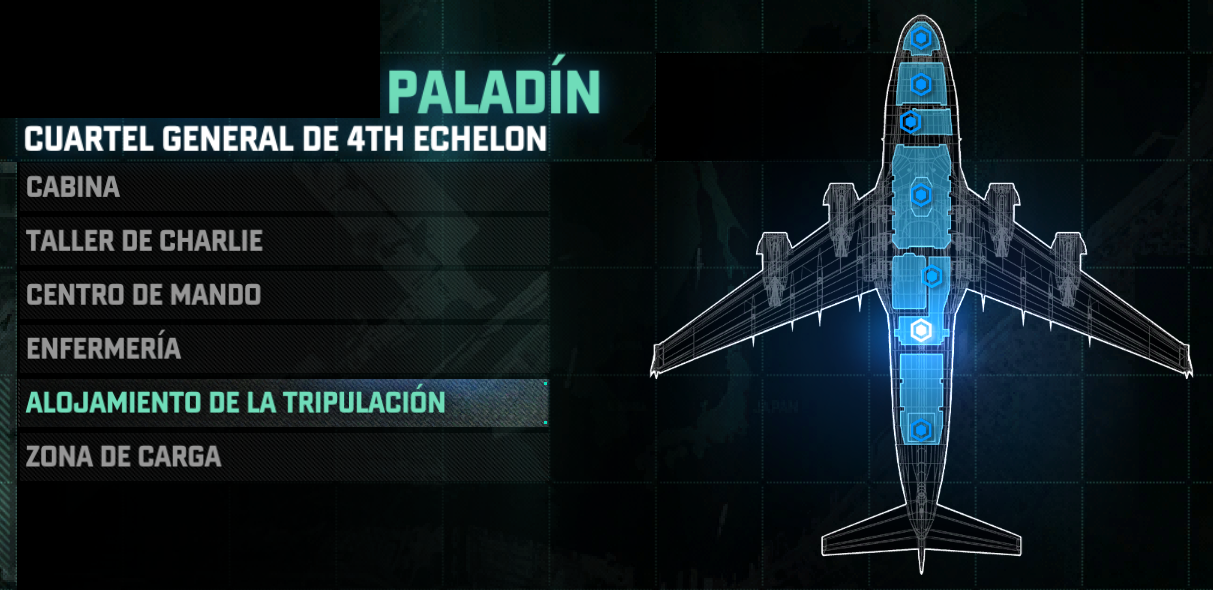 PALADÍN
CUARTEL GENERAL DE 4TH ECHELON
CABINA
TALLER DE CHARLIE
CENTRO DE MANDO
ENFERMERÍA
ALOJAMIENTO DE LA TRIPULACIÓN
ZONA DE CARGA